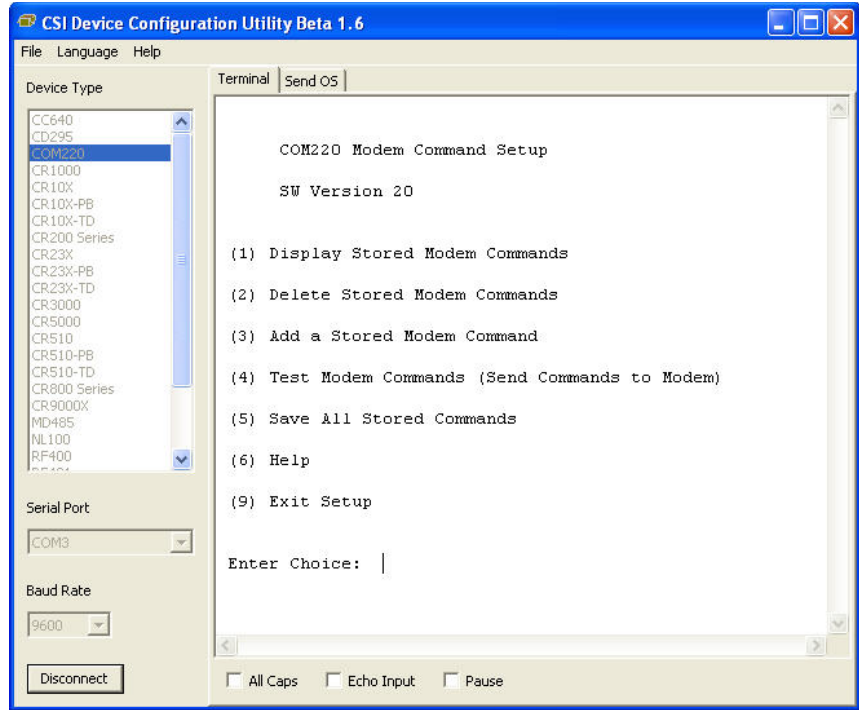 CSI Device Configuration Utility Beta 1.6
File Language Help
Device Type
CC640
CD295
COM220
CR1000
CR10X
CR10X-PB
CR10X-TD
CR200 Series
CR23X
CR23X-PB
CR23X-TD
CR3000
CR5000
CR510
CR510-PB
CR510-TD
CR800 Series
CR9000X
MD485
NL100
RF400
Serial Port
COM3
Baud Rate
9600
Disconnect
Terminal Send OS
COM220 Modem Command Setup
SW Version 20
(1) Display Stored Modem Commands
(2) Delete Stored Modem Commands
(3) Add a Stored Modem Command
(4) Test Modem Commands (Send Commands to Modem)
(5) Save All Stored Commands
(6) Help
(9) Exit Setup
Enter Choice:
All Caps Echo Input Pause